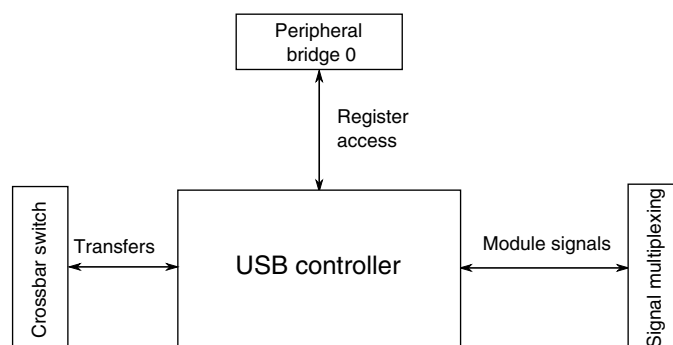 Peripheral
bridge 0
Register
access
Crossbar switch
Transfers
USB controller
Module signals
Signal multiplexing